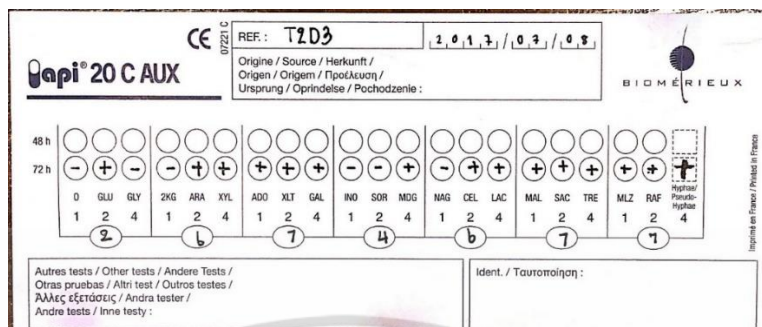 CE
07221 C
REF. : T2D3
2017/07/08
Origine / Source / Herkunft /
Origen / Origem / Προέλευση /
Ursprung / Oprindelse / Pochodzenie :
api® 20 C AUX
BIOMÉRIEUX
48 h
72 h - + - - + + + + + - - + - + + + + + + + +
0 GLU GLY 2KG ARA XYL ADO XLT GAL INO SOR MDG NAG CEL LAC MAL SAC TRE MLZ RAF Hyphae/
Pseudo-
Hyphae
1 2 4 1 2 4 1 2 4 1 2 4 1 2 4 1 2 4 1 2 4
2 6 7 4 6 7 7
Imprimé en France / Printed in France
Autres tests / Other tests / Andere Tests /
Otras pruebas / Altri test / Outros testes /
Άλλες εξετάσεις / Andra tester /
Andre tests / Inne testy :
Ident. / Ταυτοποίηση :